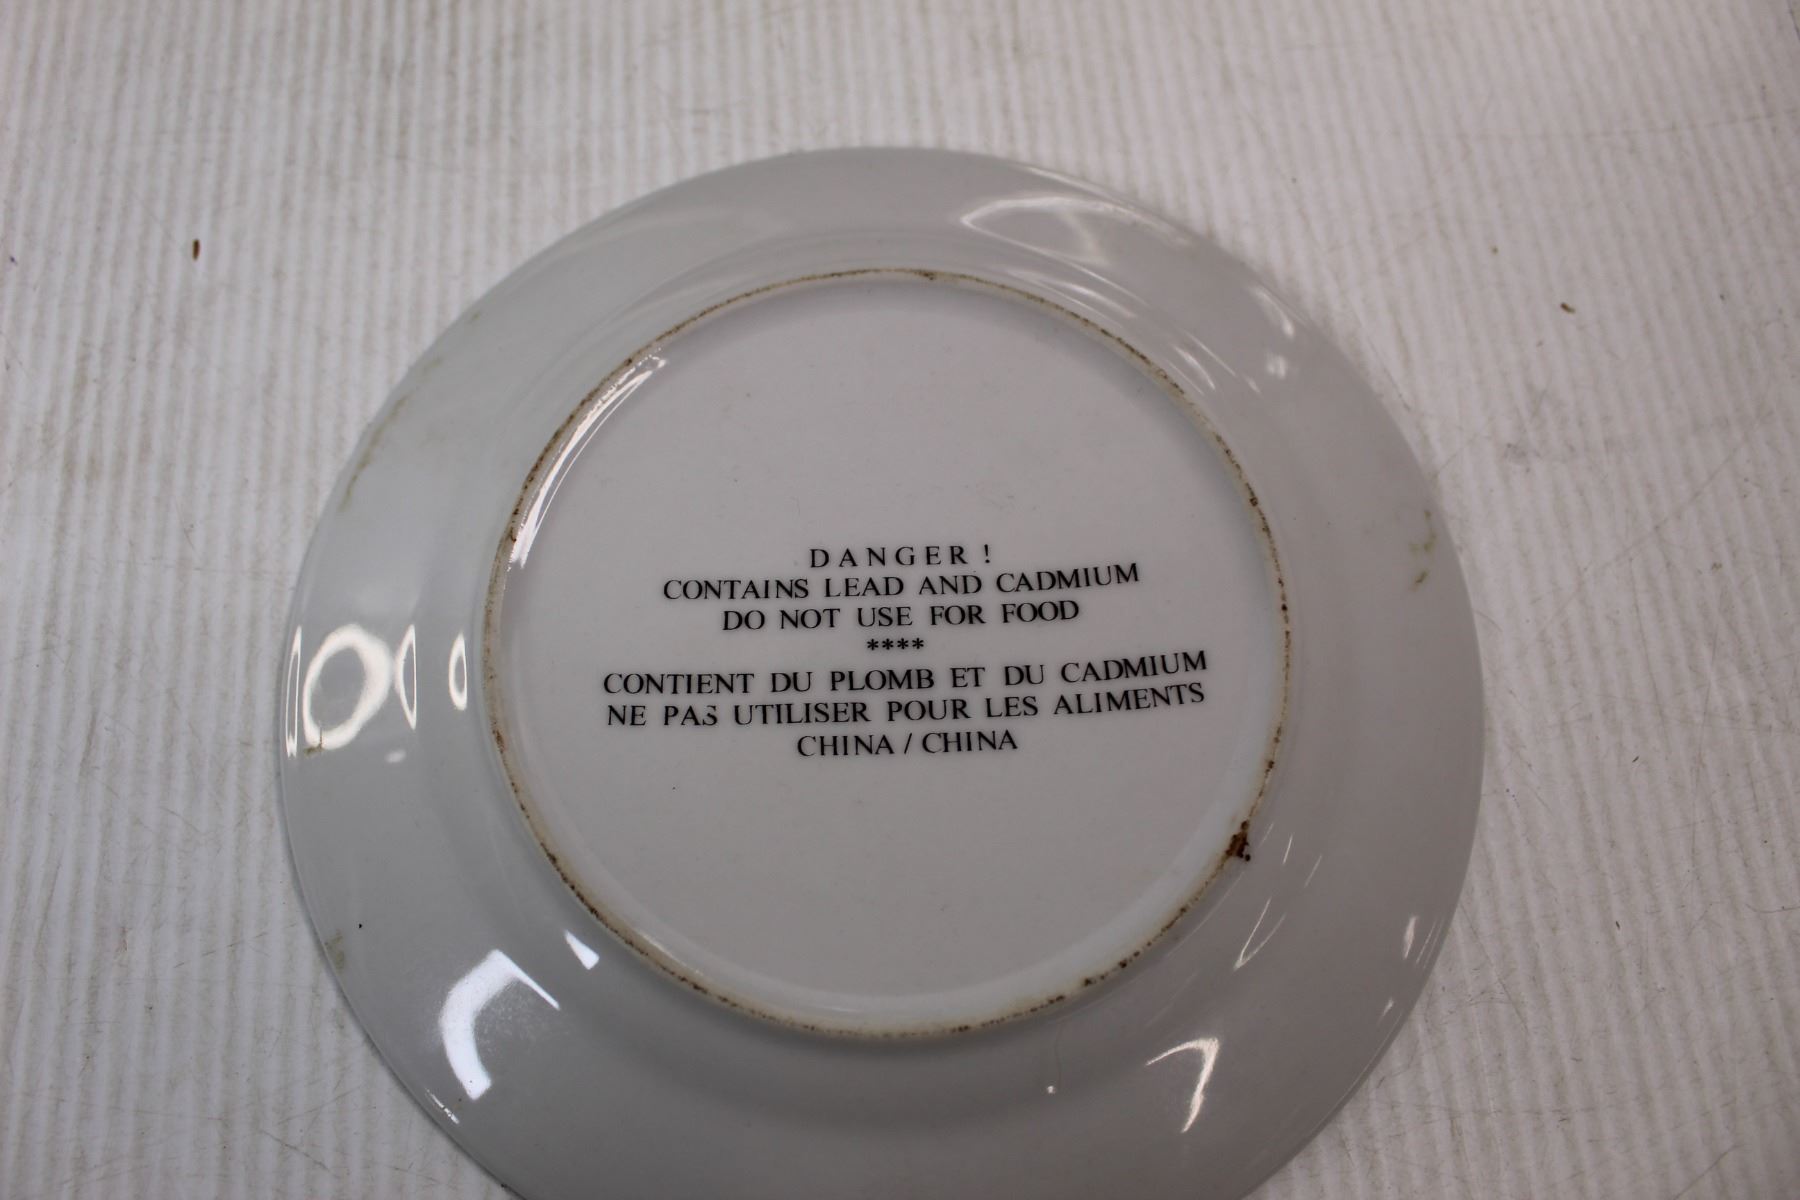 DANGER!
CONTAINS LEAD AND CADMIUM
DO NOT USE FOR FOOD
****
CONTIENT DU PLOMB ET DU CADMIUM
NE PAS UTILISER POUR LES ALIMENTS
CHINA / CHINA